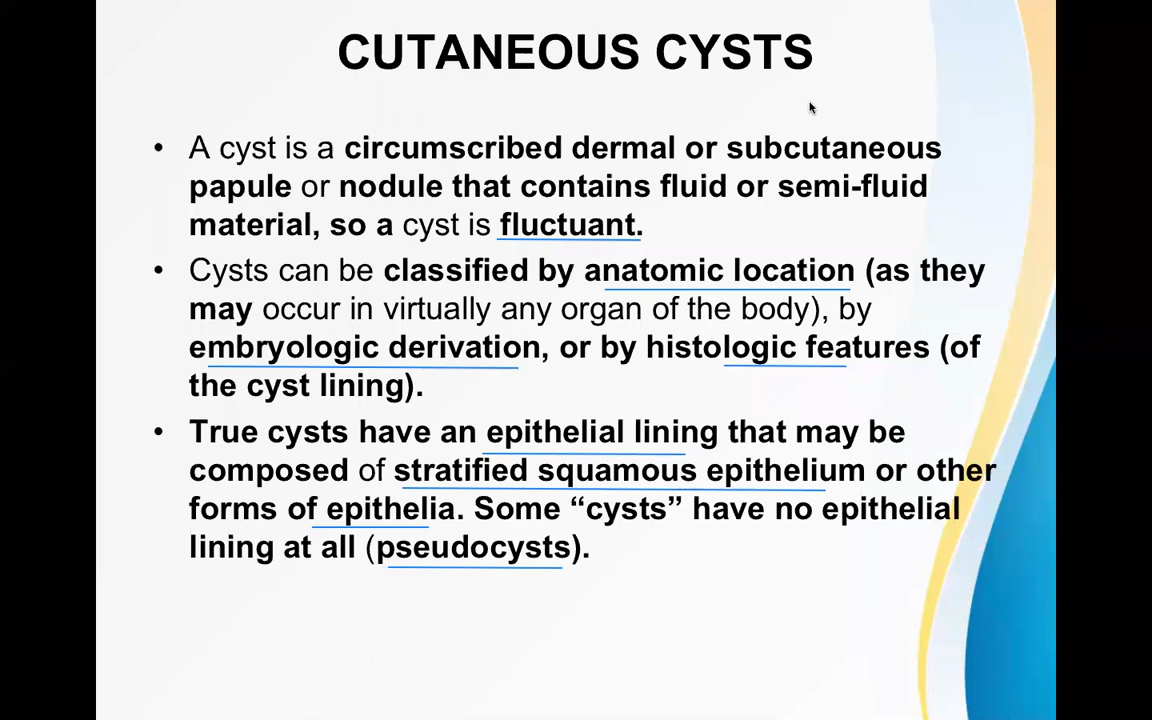 CUTANEOUS CYSTS
• A cyst is a circumscribed dermal or subcutaneous
papule or nodule that contains fluid or semi-fluid
material, so a cyst is fluctuant.
• Cysts can be classified by anatomic location (as they
may occur in virtually any organ of the body), by
embryologic derivation, or by histologic features (of
the cyst lining).
• True cysts have an epithelial lining that may be
composed of stratified squamous epithelium or other
forms of epithelia. Some “cysts” have no epithelial
lining at all (pseudocysts).